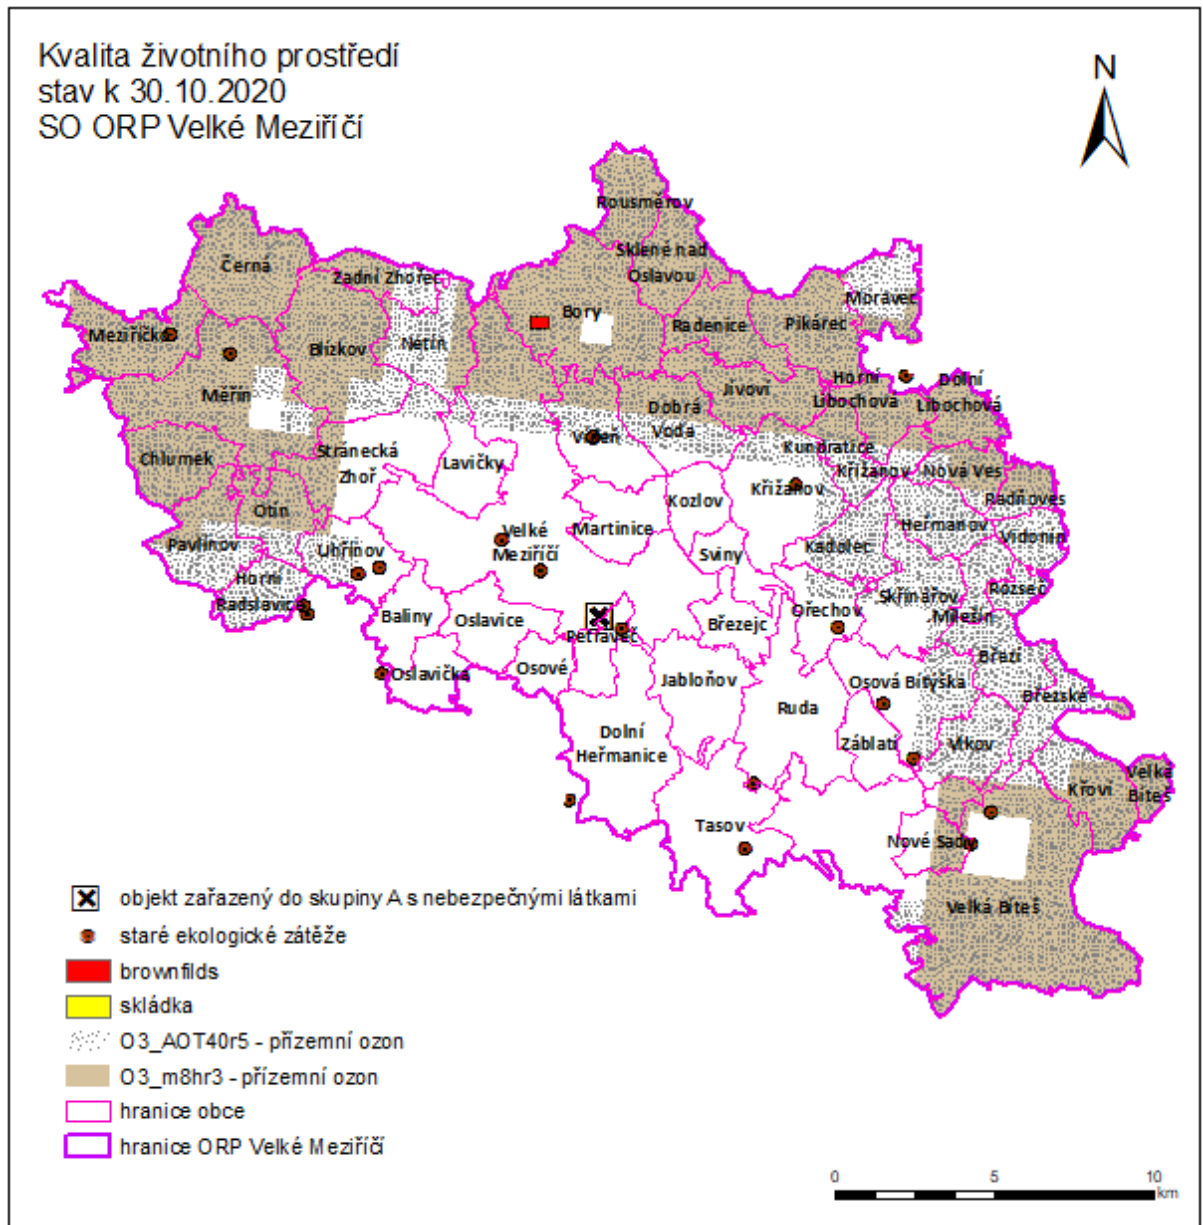 Kvalita životního prostředí
stav k 30.10.2020
SO ORP Velké Meziříčí
N
Rousměrov
Sklené nad
Oslavou
Černá
Zadní Zhořec
Moravec
Bory
Radenice
Pikárec
Meziříčko
Blízkov
Netín
Horní
Libochová
Dolní
Libochová
Jívoví
Měřín
Dobrá
Voda
Vídeň
Kundratice
Stránecká
Zhoř
Lavičky
Chlumek
Křižanov
Nová Ves
Křižanov
Radňoves
Kozlov
Otín
Heřmanov
Velké
Meziříčí
Martinice
Vidonín
Pavlínov
Uhřínov
Sviny
Kadolec
Horní
Radslavice
Rozseč
Skřinářov
Baliny
Oslavice
Březejc
Ořechov
Milešín
Petráveč
Březí
Oslavička
Osové
Jabloňov
Osová Bítýška
Březské
Ruda
Dolní
Heřmanice
Záblatí
Vlkov
Křoví
Velká
Bíteš
Tasov
Nové Sady
Velká Bíteš
objekt zařazený do skupiny A s nebezpečnými látkami
staré ekologické zátěže
brownfilds
skládka
O3_AOT40r5 - přízemní ozon
O3_m8hr3 - přízemní ozon
hranice obce
hranice ORP Velké Meziříčí
0 5 10
km